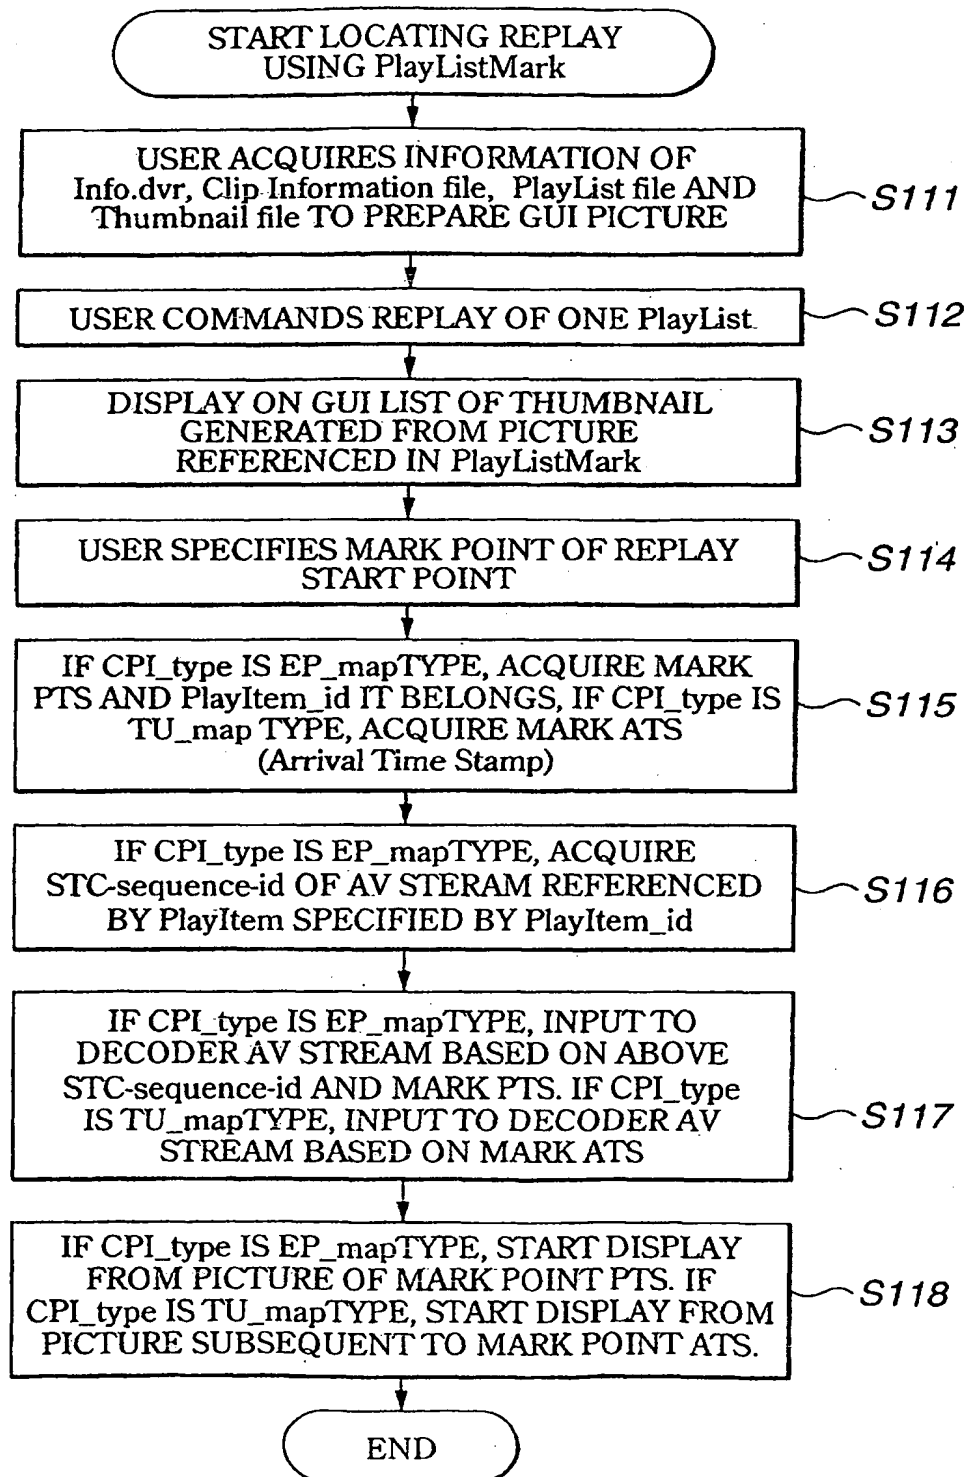 START LOCATING REPLAY
USING PlayListMark
USER ACQUIRES INFORMATION OF
Info.dvr, Clip Information file, PlayList file AND
Thumbnail file TO PREPARE GUI PICTURE
S111
USER COMMANDS REPLAY OF ONE PlayList.
S112
DISPLAY ON GUI LIST OF THUMBNAIL
GENERATED FROM PICTURE
REFERENCED IN PlayListMark
S113
USER SPECIFIES MARK POINT OF REPLAY
START POINT
S114
IF CPI_type IS EP_mapTYPE, ACQUIRE MARK
PTS AND PlayItem_id IT BELONGS, IF CPI_type IS
TU_map TYPE, ACQUIRE MARK ATS
(Arrival Time Stamp)
S115
IF CPI_type IS EP_mapTYPE, ACQUIRE
STC-sequence-id OF AV STERAM REFERENCED
BY PlayItem SPECIFIED BY PlayItem_id
S116
IF CPI_type IS EP_mapTYPE, INPUT TO
DECODER AV STREAM BASED ON ABOVE
STC-sequence-id AND MARK PTS. IF CPI_type
IS TU_mapTYPE, INPUT TO DECODER AV
STREAM BASED ON MARK ATS
S117
IF CPI_type IS EP_mapTYPE, START DISPLAY
FROM PICTURE OF MARK POINT PTS. IF
CPI_type IS TU_mapTYPE, START DISPLAY FROM
PICTURE SUBSEQUENT TO MARK POINT ATS.
S118
END